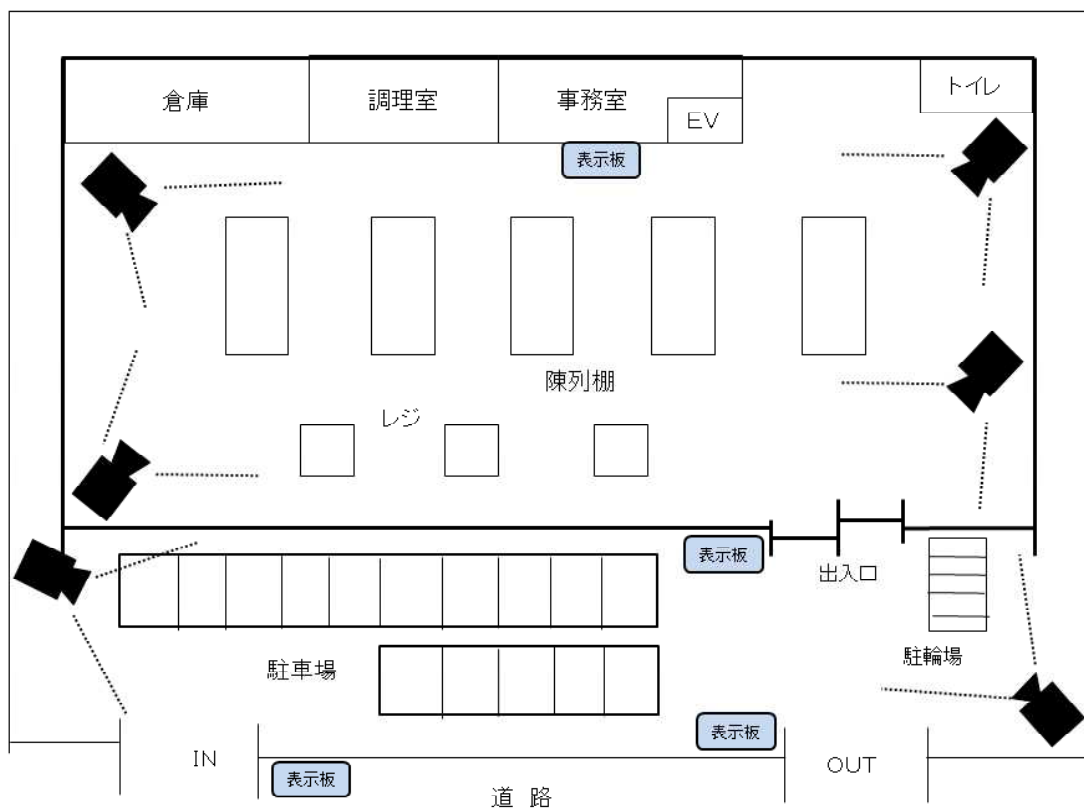 倉庫
調理室
事務室
EV
トイレ
表示板
陳列棚
レジ
表示板
出入口
駐車場
駐輪場
表示板
IN
表示板
道 路
OUT